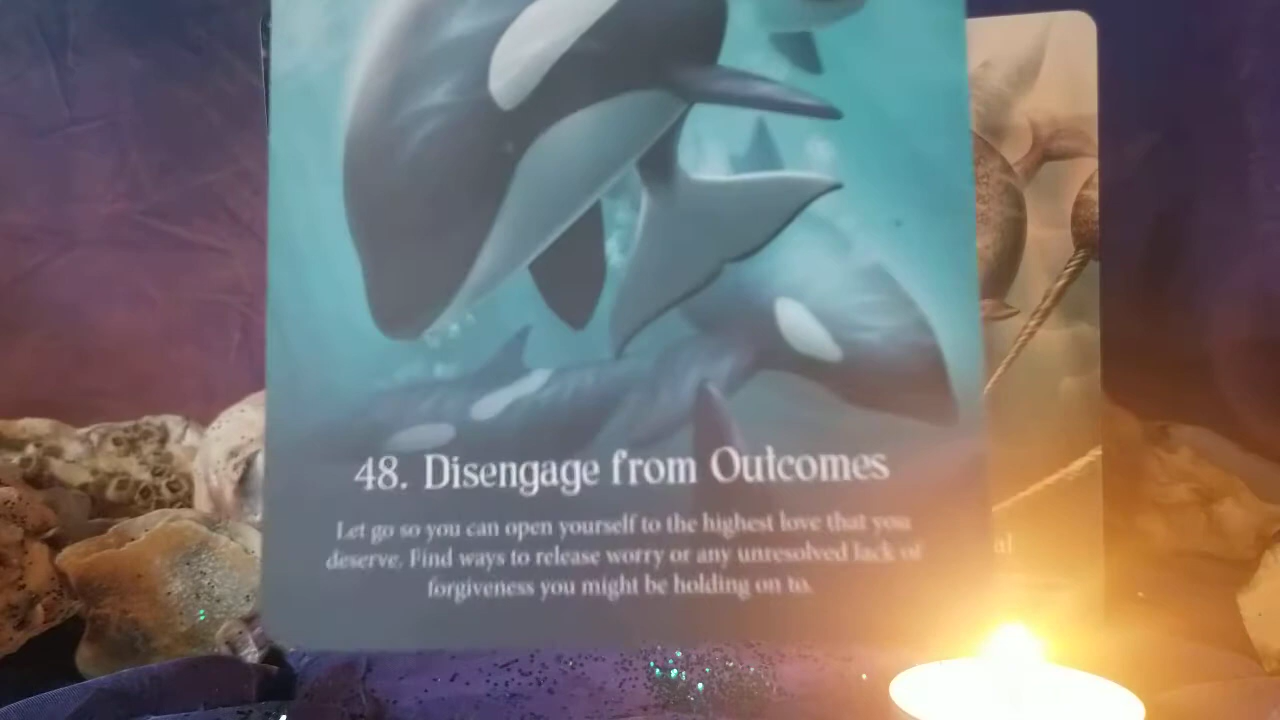 48. Disengage from Outcomes
Let go so you can open yourself to the highest love that you
deserve. Find ways to release worry or any unresolved lack of
forgiveness you might be holding on to.